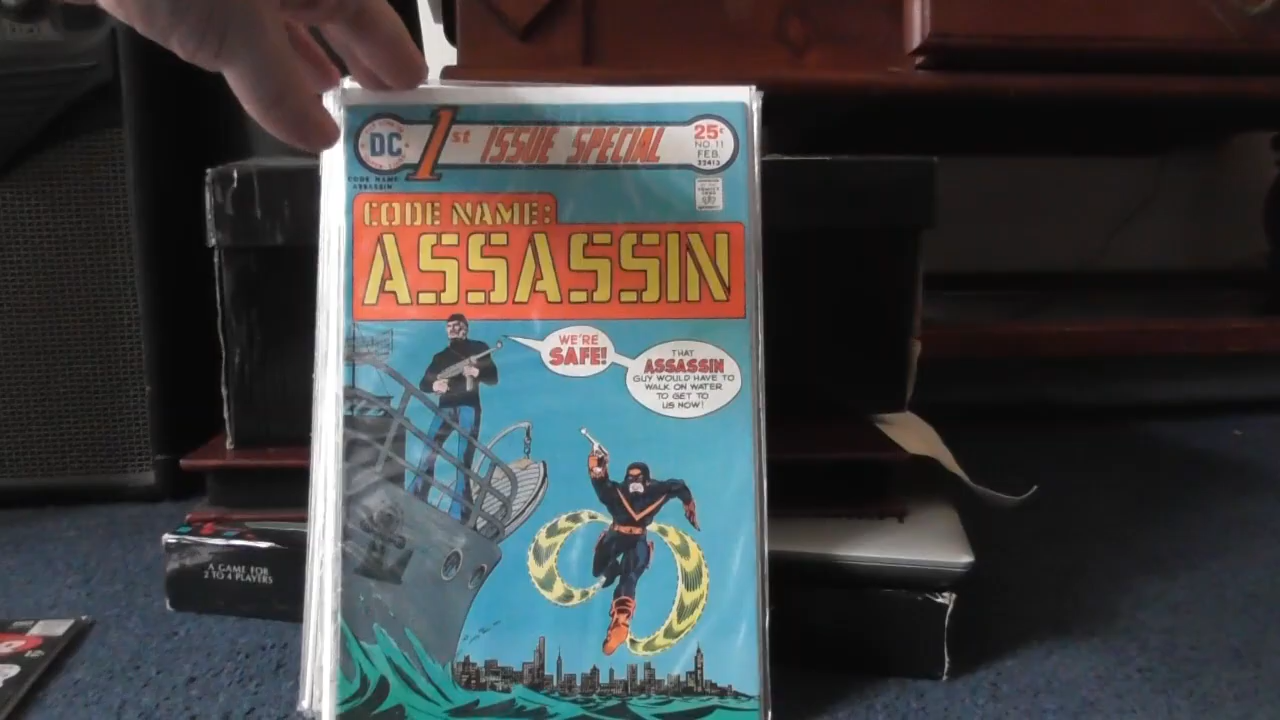 DC
1st ISSUE SPECIAL
25¢
NO. 11
FEB.
CODE NAME:
ASSASSIN
CODE NAME:
ASSASSIN
WE'RE
SAFE!
THAT
ASSASSIN
GUY WOULD HAVE TO
WALK ON WATER
TO GET TO
US NOW!
A GAME FOR
2 TO 4 PLAYERS